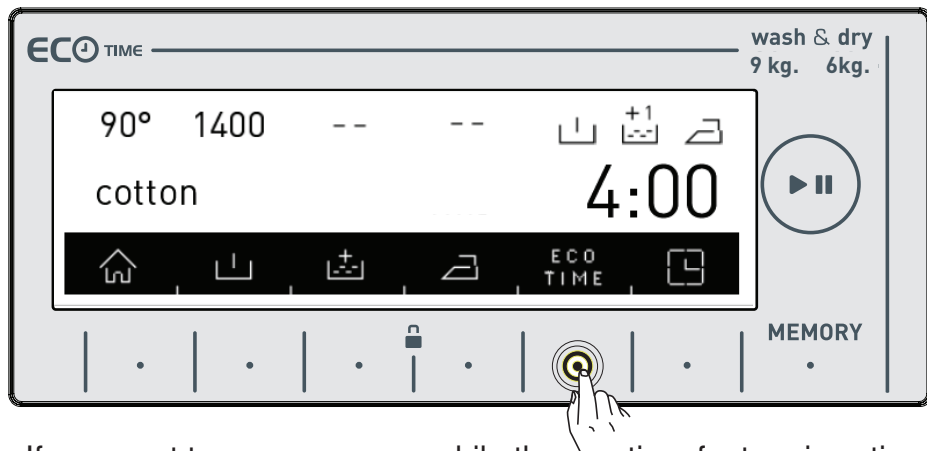 ECO TIME
wash & dry
9 kg. 6kg.
90° 1400 -- -- +1
cotton 4:00
ECO
TIME
MEMORY